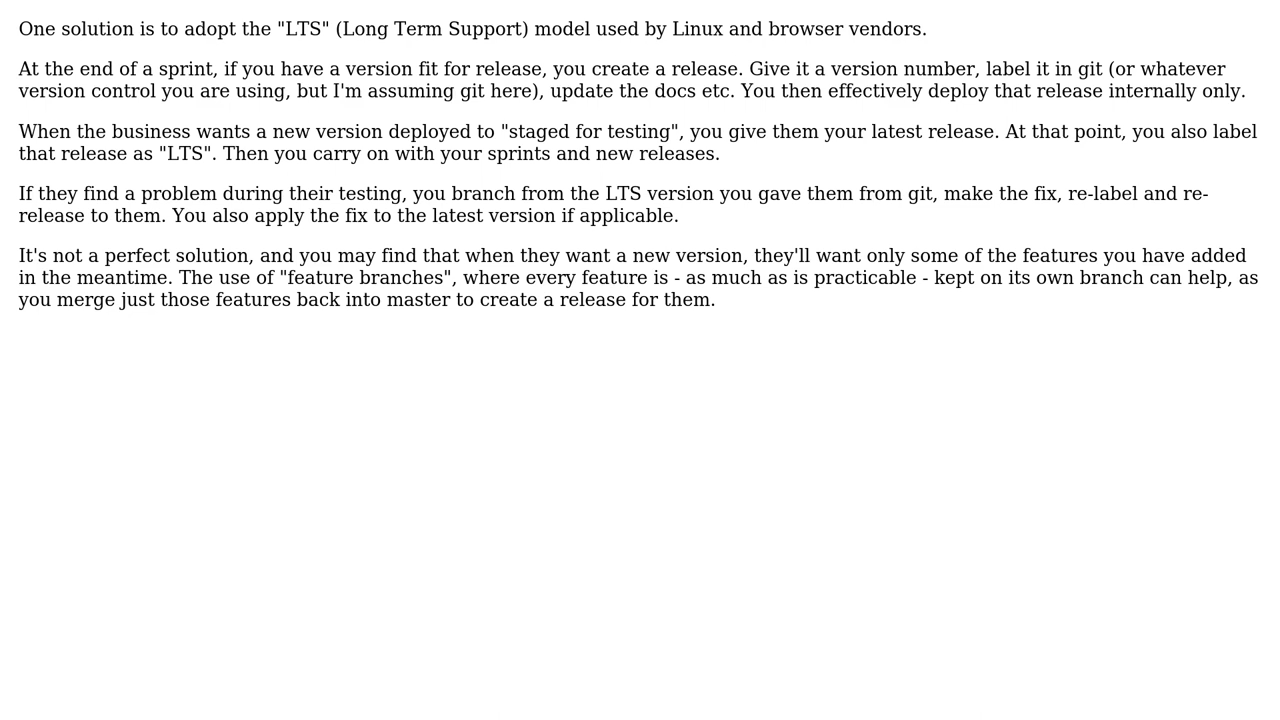 One solution is to adopt the "LTS" (Long Term Support) model used by Linux and browser vendors.
At the end of a sprint, if you have a version fit for release, you create a release. Give it a version number, label it in git (or whatever
version control you are using, but I'm assuming git here), update the docs etc. You then effectively deploy that release internally only.
When the business wants a new version deployed to "staged for testing", you give them your latest release. At that point, you also label
that release as "LTS". Then you carry on with your sprints and new releases.
If they find a problem during their testing, you branch from the LTS version you gave them from git, make the fix, re-label and re-
release to them. You also apply the fix to the latest version if applicable.
It's not a perfect solution, and you may find that when they want a new version, they'll want only some of the features you have added
in the meantime. The use of "feature branches", where every feature is - as much as is practicable - kept on its own branch can help, as
you merge just those features back into master to create a release for them.